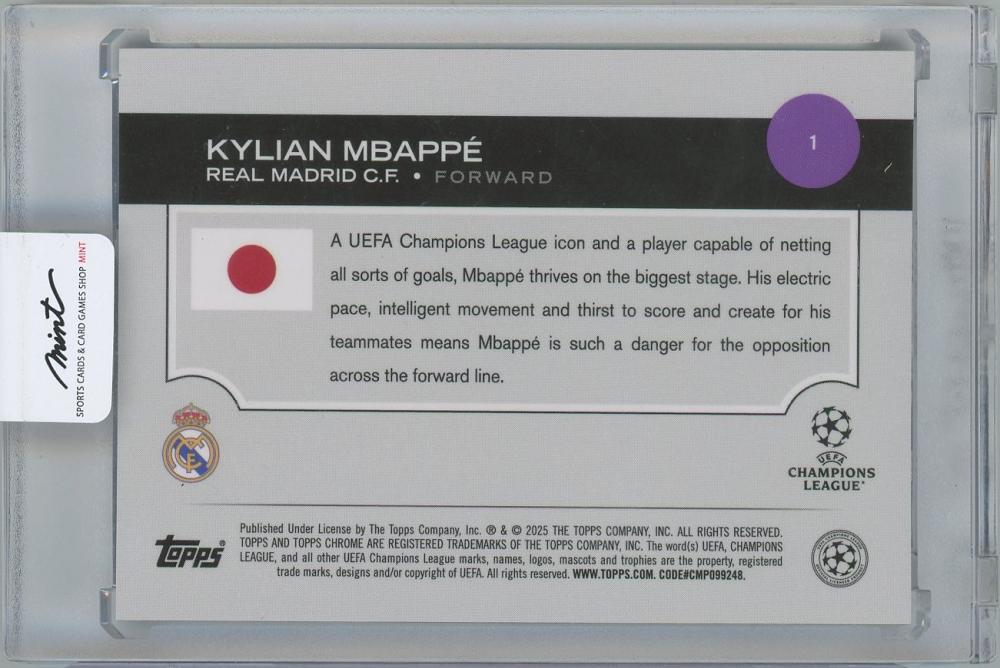 KYLIAN MBAPPÉ
REAL MADRID C.F. • FORWARD
1
A UEFA Champions League icon and a player capable of netting
all sorts of goals, Mbappé thrives on the biggest stage. His electric
pace, intelligent movement and thirst to score and create for his
teammates means Mbappé is such a danger for the opposition
across the forward line.
mint
SPORTS CARDS & CARD GAMES SHOP MINT
UEFA
CHAMPIONS
LEAGUE®
topps®
Published Under License by The Topps Company, Inc. ® & © 2025 THE TOPPS COMPANY, INC. ALL RIGHTS RESERVED.
TOPPS AND TOPPS CHROME ARE REGISTERED TRADEMARKS OF THE TOPPS COMPANY, INC. The word(s) UEFA, CHAMPIONS
LEAGUE, and all other UEFA Champions League marks, names, logos, mascots and trophies are the property, registered
trade marks, designs and/or copyright of UEFA. All rights reserved. WWW.TOPPS.COM. CODE#CMP099248.